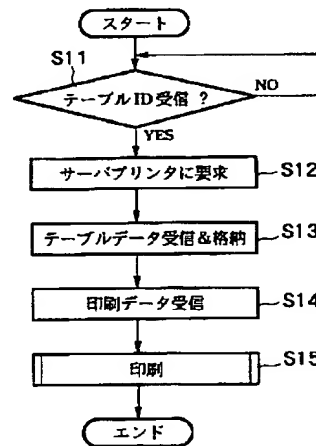 スタート
S11
テーブルID受信 ?
NO
YES
サーバプリンタに要求
S12
テーブルデータ受信&格納
S13
印刷データ受信
S14
印刷
S15
エンド